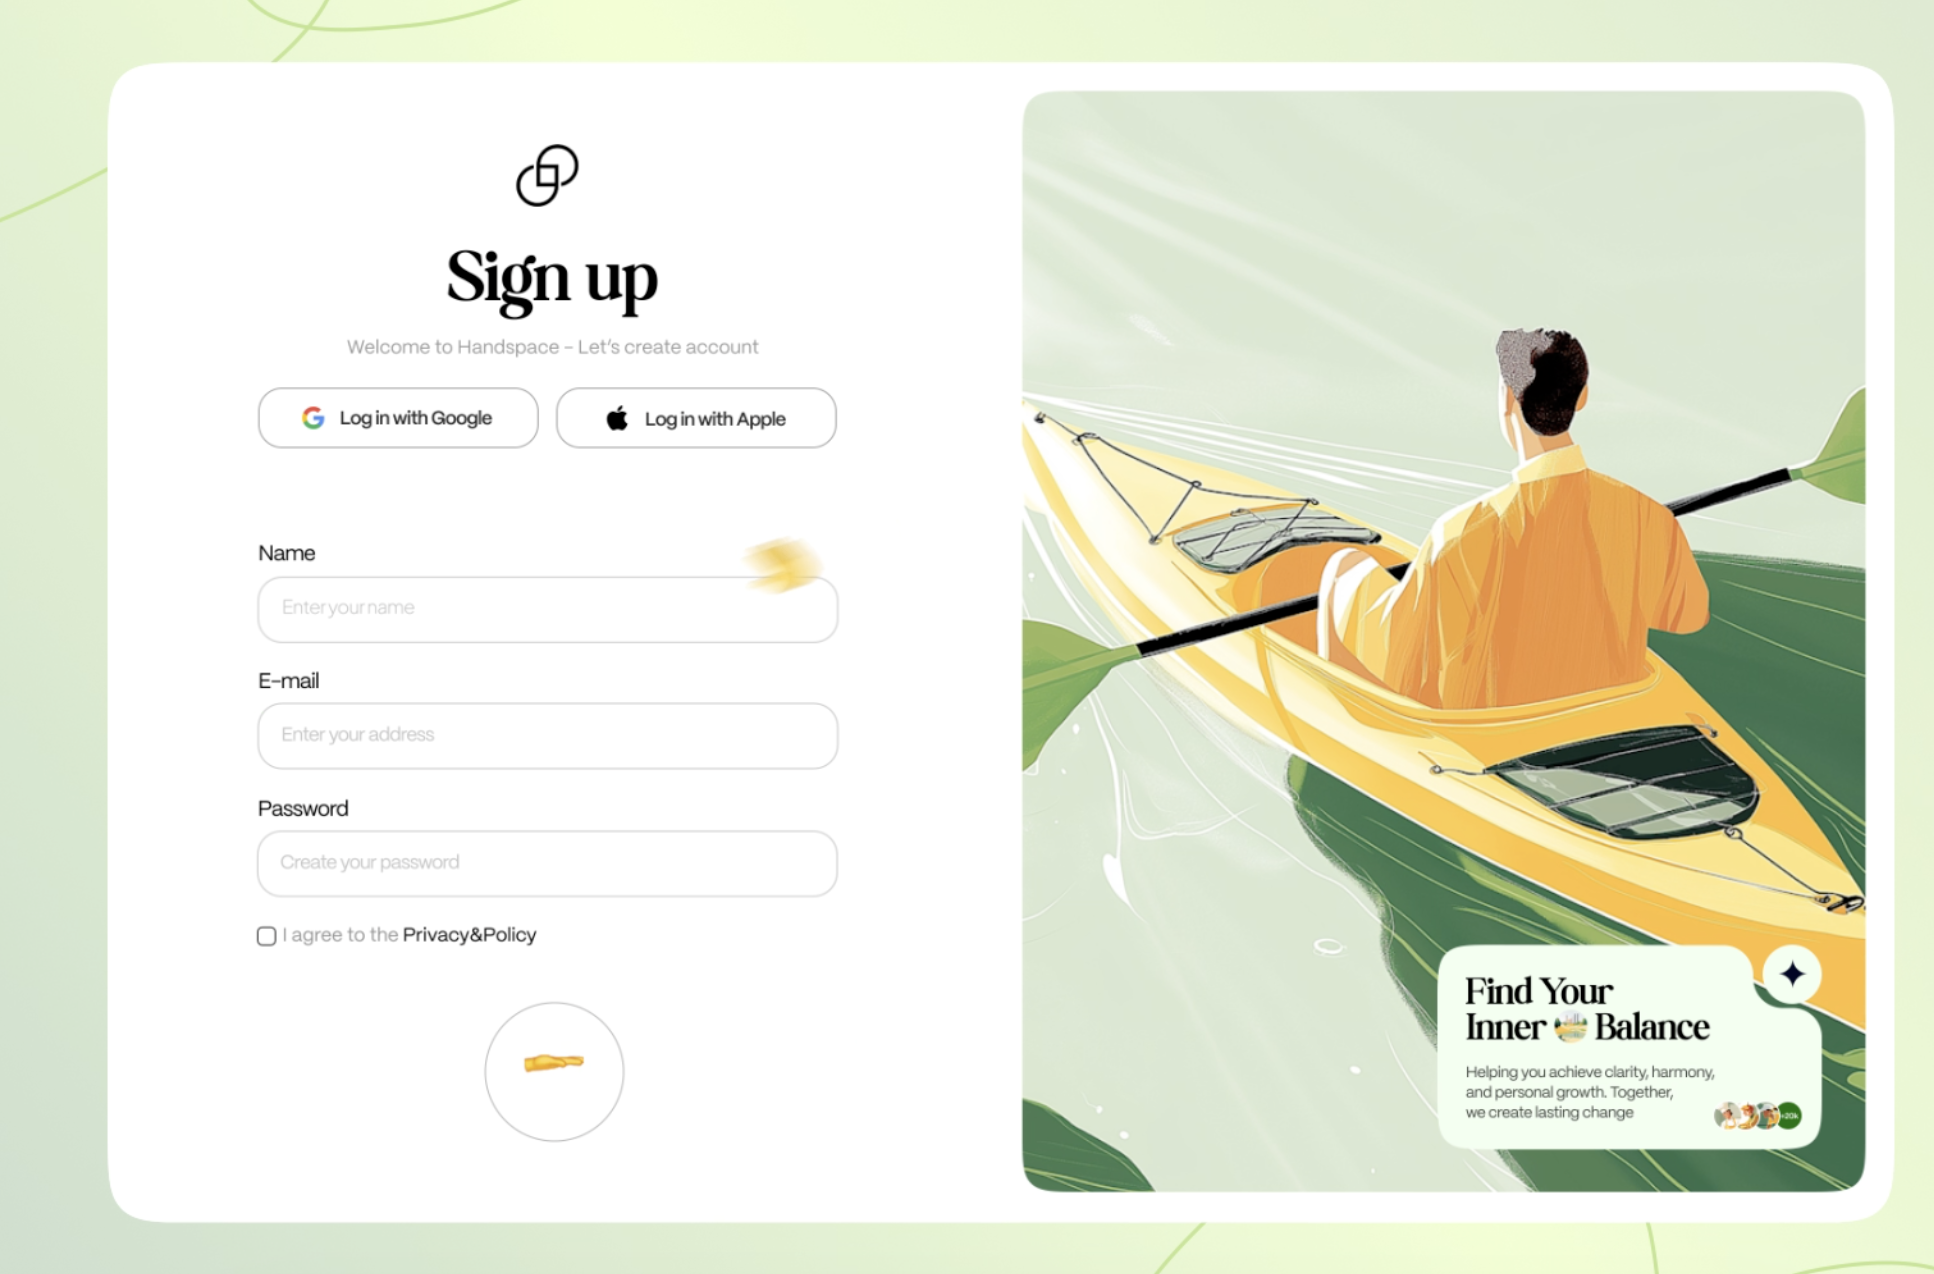 Sign up
Welcome to Handspace - Let's create account
Log in with Google
Log in with Apple
Name
Enter your name
E-mail
Enter your address
Password
Create your password
I agree to the Privacy&Policy
Find Your
Inner Balance
Helping you achieve clarity, harmony,
and personal growth. Together,
we create lasting change
+20k